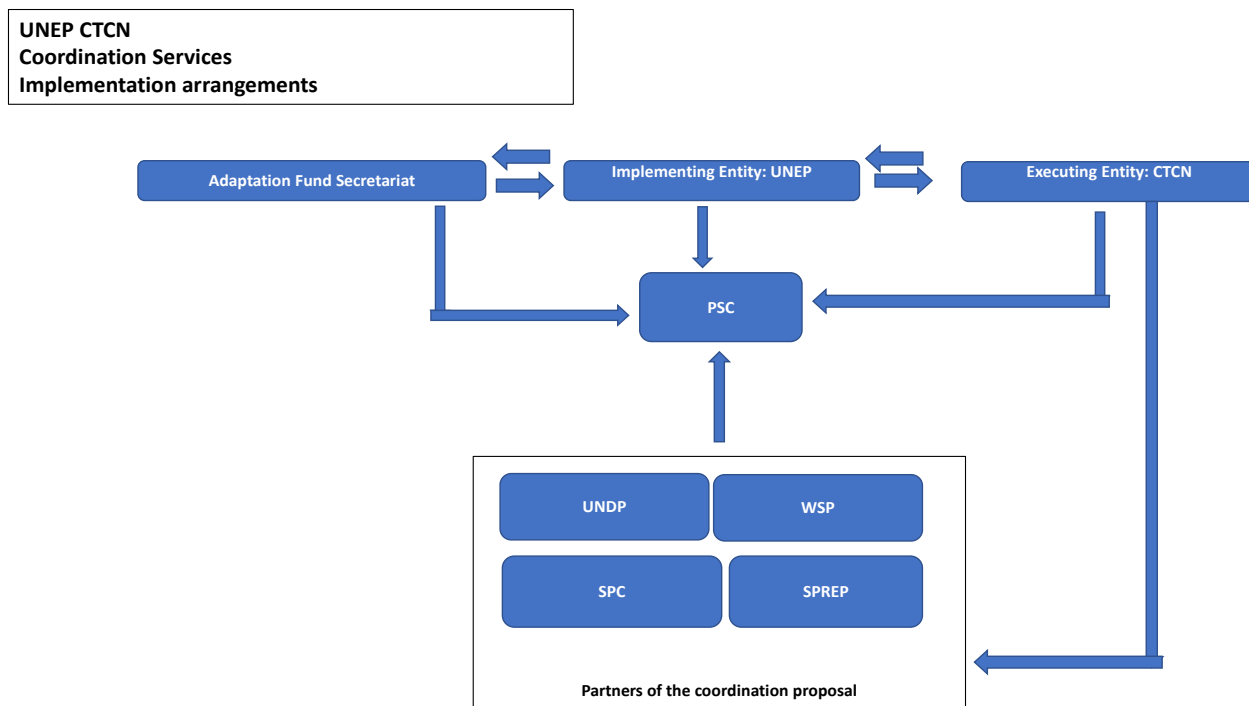 UNEP CTCN
Coordination Services
Implementation arrangements
Adaptation Fund Secretariat
Implementing Entity: UNEP
Executing Entity: CTCN
PSC
UNDP
WSP
SPC
SPREP
Partners of the coordination proposal